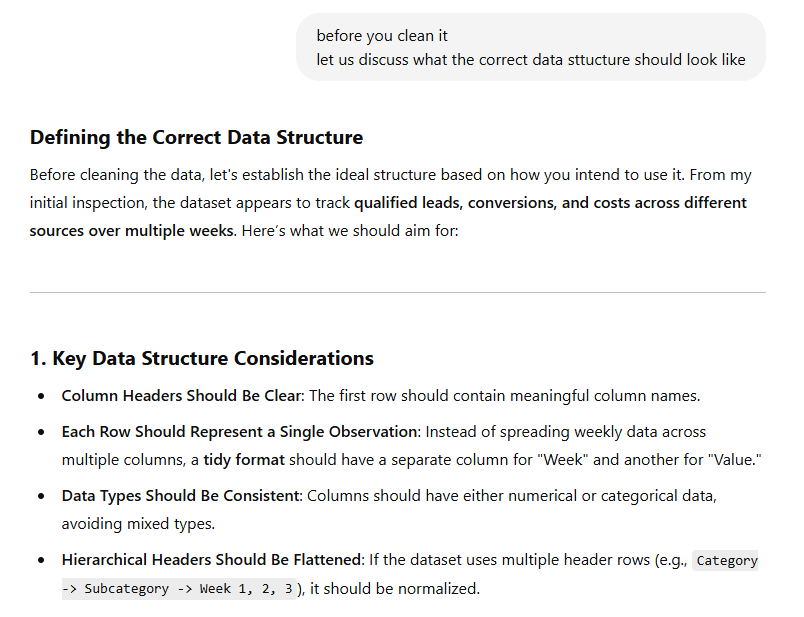 before you clean it
let us discuss what the correct data sttucture should look like
Defining the Correct Data Structure
Before cleaning the data, let's establish the ideal structure based on how you intend to use it. From my
initial inspection, the dataset appears to track qualified leads, conversions, and costs across different
sources over multiple weeks. Here's what we should aim for:
1. Key Data Structure Considerations
• Column Headers Should Be Clear: The first row should contain meaningful column names.
• Each Row Should Represent a Single Observation: Instead of spreading weekly data across
multiple columns, a tidy format should have a separate column for "Week" and another for "Value."
• Data Types Should Be Consistent: Columns should have either numerical or categorical data,
avoiding mixed types.
• Hierarchical Headers Should Be Flattened: If the dataset uses multiple header rows (e.g., Category
-> Subcategory -> Week 1, 2, 3 ), it should be normalized.